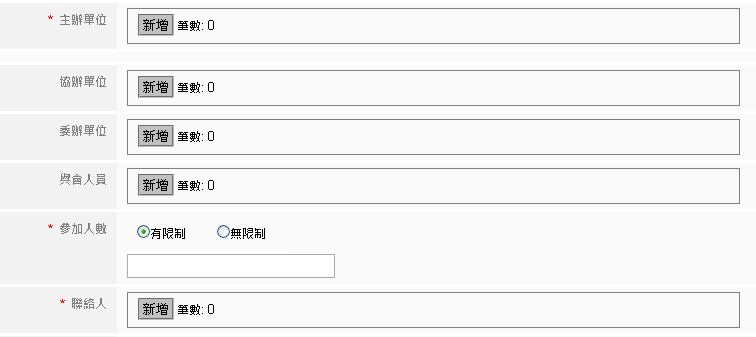 * 主辦單位 新增 筆數: 0
協辦單位 新增 筆數: 0
委辦單位 新增 筆數: 0
與會人員 新增 筆數: 0
* 參加人數 有限制 無限制
* 聯絡人 新增 筆數: 0